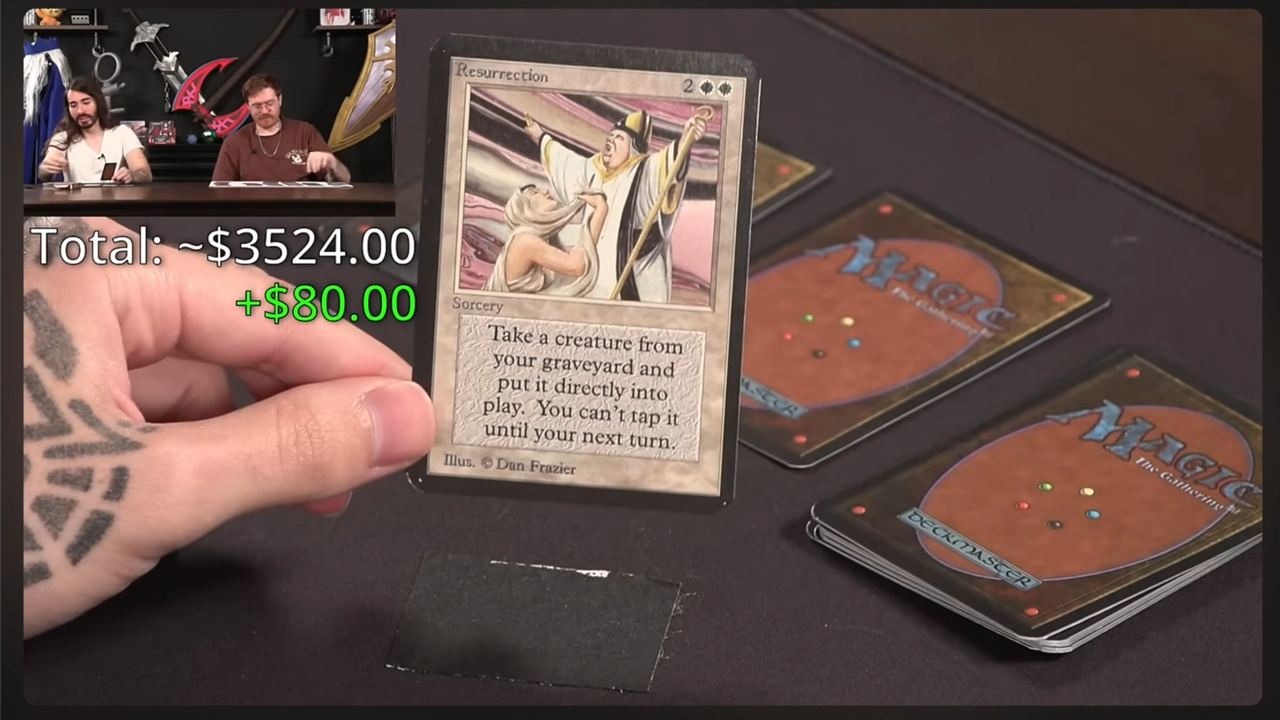 Total: ~$3524.00
+$80.00
Resurrection
2
Sorcery
Take a creature from
your graveyard and
put it directly into
play. You can't tap it
until your next turn.
Illus. © Dan Frazier
MAGIC
The Gathering
MAGIC
The Gathering
DECKMASTER